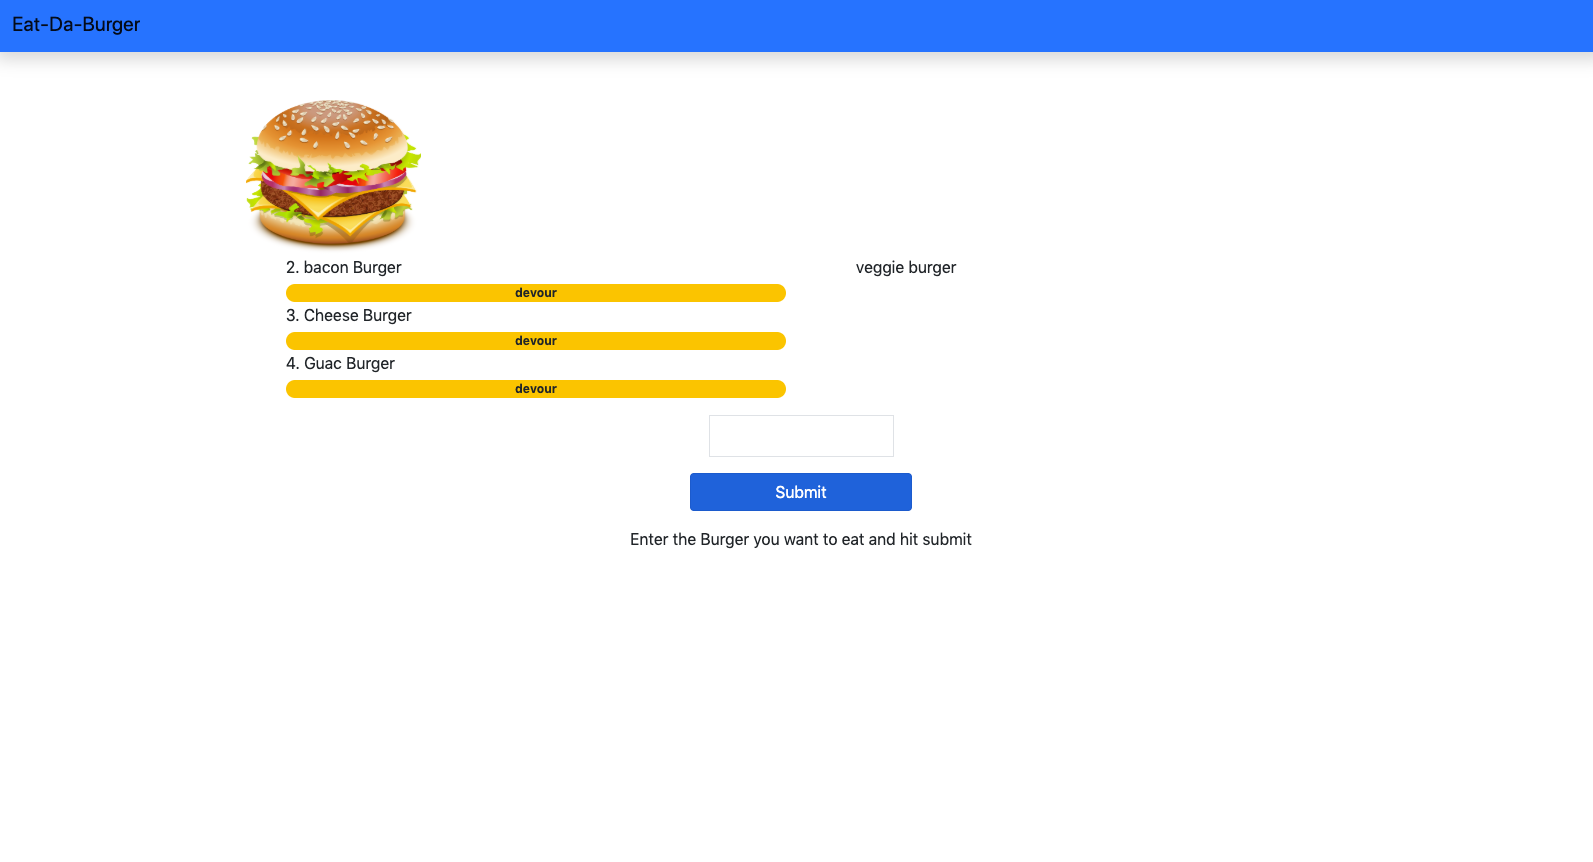 Eat-Da-Burger
2. bacon Burger
veggie burger
devour
3. Cheese Burger
devour
4. Guac Burger
devour
Submit
Enter the Burger you want to eat and hit submit